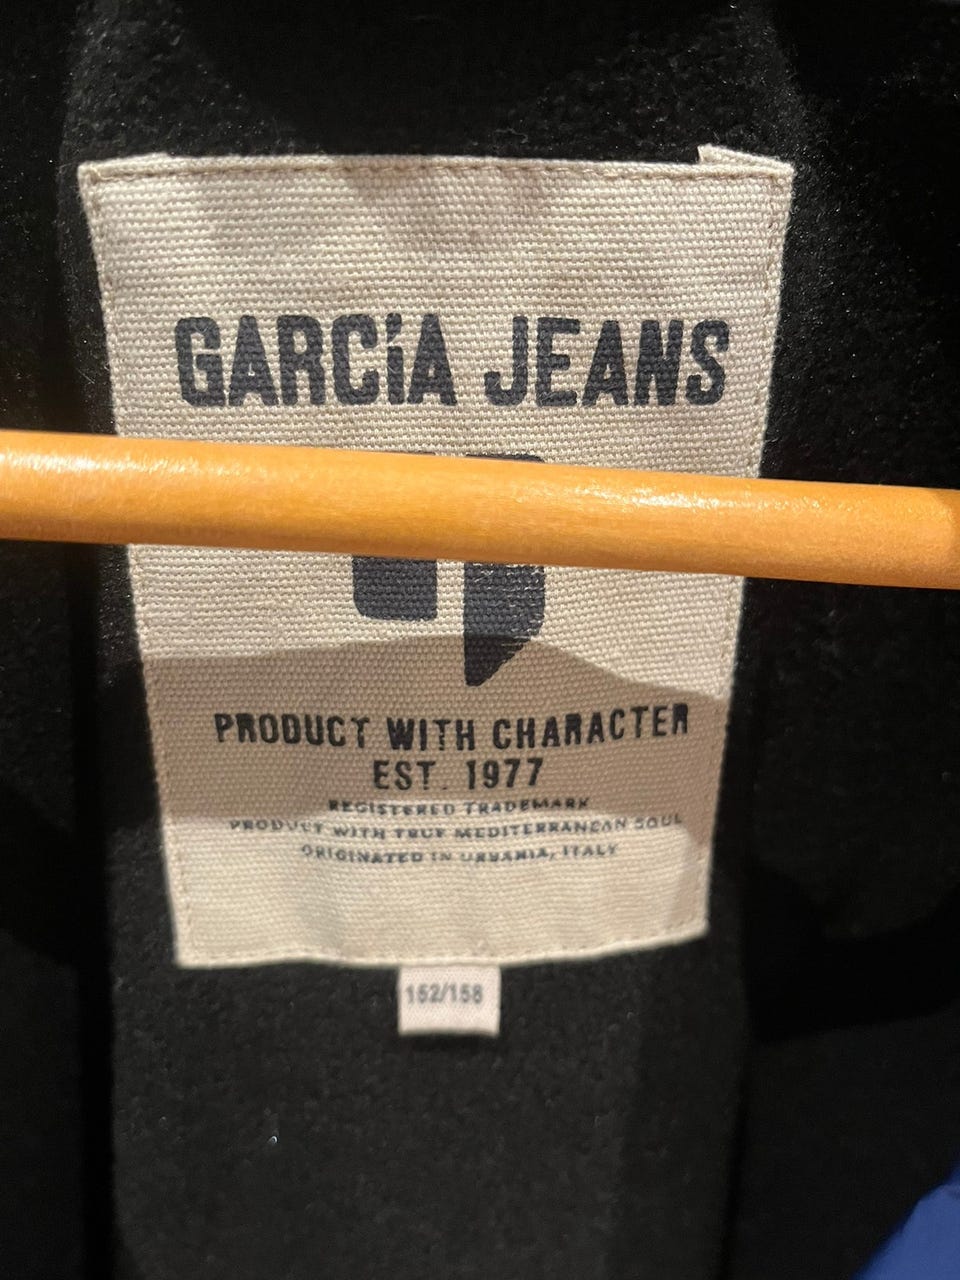 GARCíA JEANS
PRODUCT WITH CHARACTER
EST. 1977
REGISTERED TRADEMARK
PRODUCT WITH TRUE MEDITERRANEAN SOUL
ORIGINATED IN URBANIA, ITALY
152/158